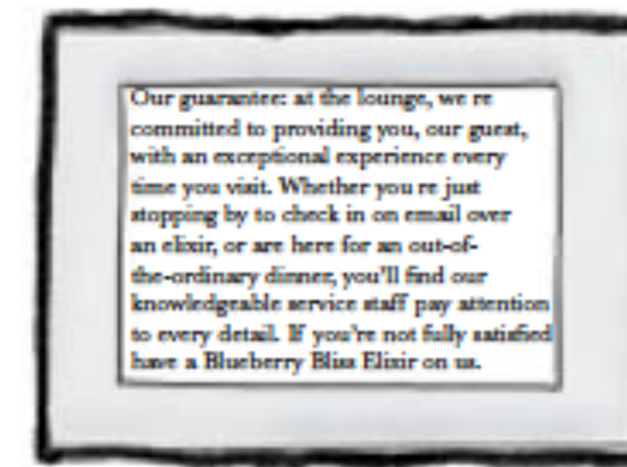 Our guarantee: at the lounge, we re
committed to providing you, our guest,
with an exceptional experience every
time you visit. Whether you re just
stopping by to check in on email over
an elixir, or are here for an out-of-
the-ordinary dinner, you'll find our
knowledgeable service staff pay attention
to every detail. If you're not fully satisfied
have a Blueberry Bliss Elixir on us.